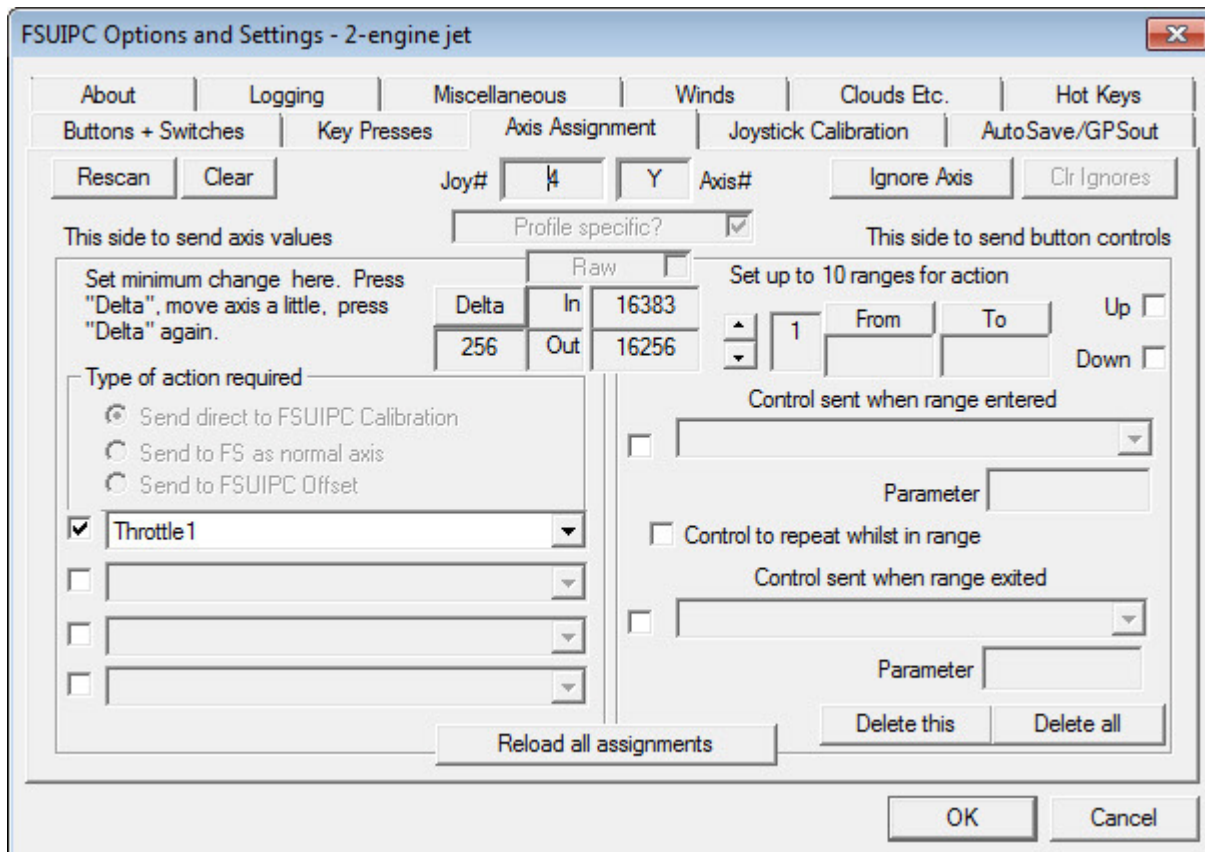 FSUIPC Options and Settings - 2-engine jet
About Logging Miscellaneous Winds Clouds Etc. Hot Keys
Buttons + Switches Key Presses Axis Assignment Joystick Calibration AutoSave/GPSout
Rescan Clear Joy# 4 Y Axis# Ignore Axis Clr Ignores
Profile specific?
This side to send axis values
This side to send button controls
Raw
Set minimum change here. Press
"Delta", move axis a little, press
"Delta" again.
Delta In 16383
256 Out 16256
Set up to 10 ranges for action
1 From To
Up
Down
Type of action required
Send direct to FSUIPC Calibration
Send to FS as normal axis
Send to FSUIPC Offset
Throttle1
Control sent when range entered
Parameter
Control to repeat whilst in range
Control sent when range exited
Parameter
Delete this Delete all
Reload all assignments
OK Cancel